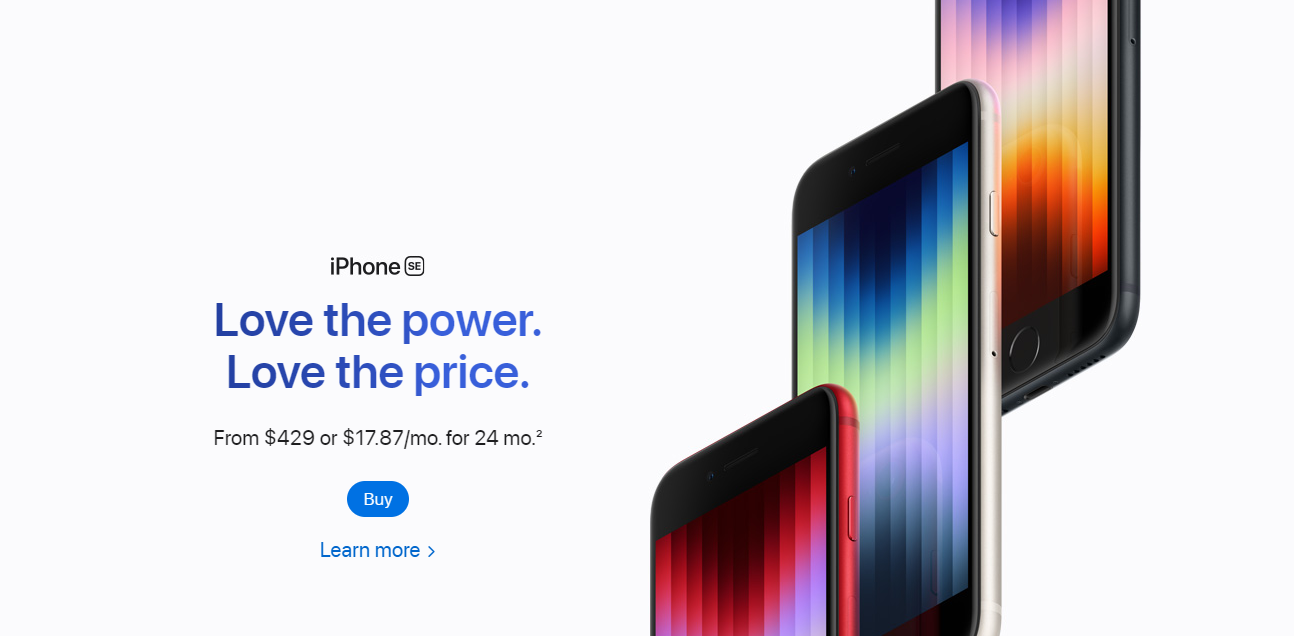 iPhone SE
Love the power.
Love the price.
From $429 or $17.87/mo. for 24 mo.²
Buy
Learn more >